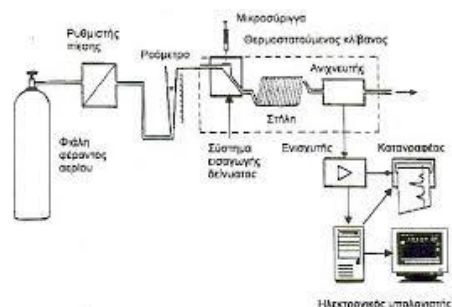 Μικροσύριγγα
Ρυθμιστής
πίεσης
Θερμοστατούμενος κλίβανος
Ροόμετρο
Ανιχνευτής
Στήλη
Φιάλη
φέροντος
αερίου
Σύστημα
εισαγωγής
δείγματος
Ενισχυτής
Καταγραφέας
Ηλεκτρονικός υπολογιστής